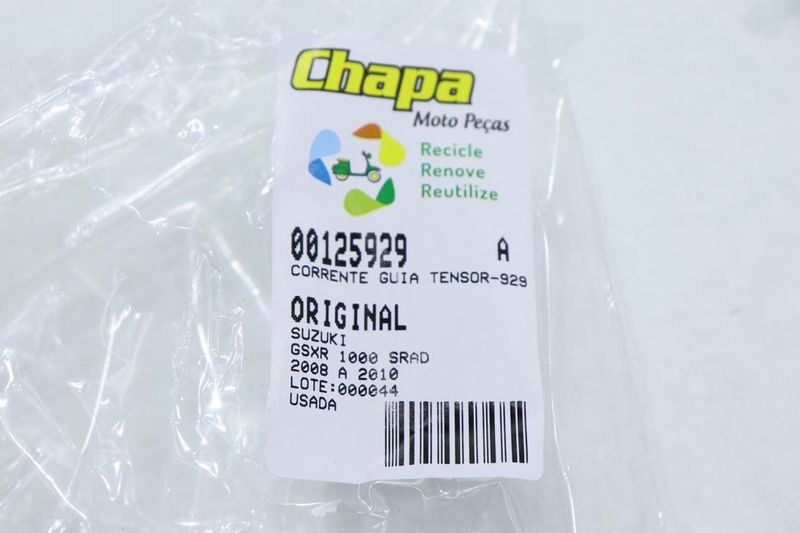 Chapa
Moto Peças
Recicle
Renove
Reutilize
00125929 A
CORRENTE GUIA TENSOR-929
ORIGINAL
SUZUKI
GSXR 1000 SRAD
2008 A 2010
LOTE:000044
USADA